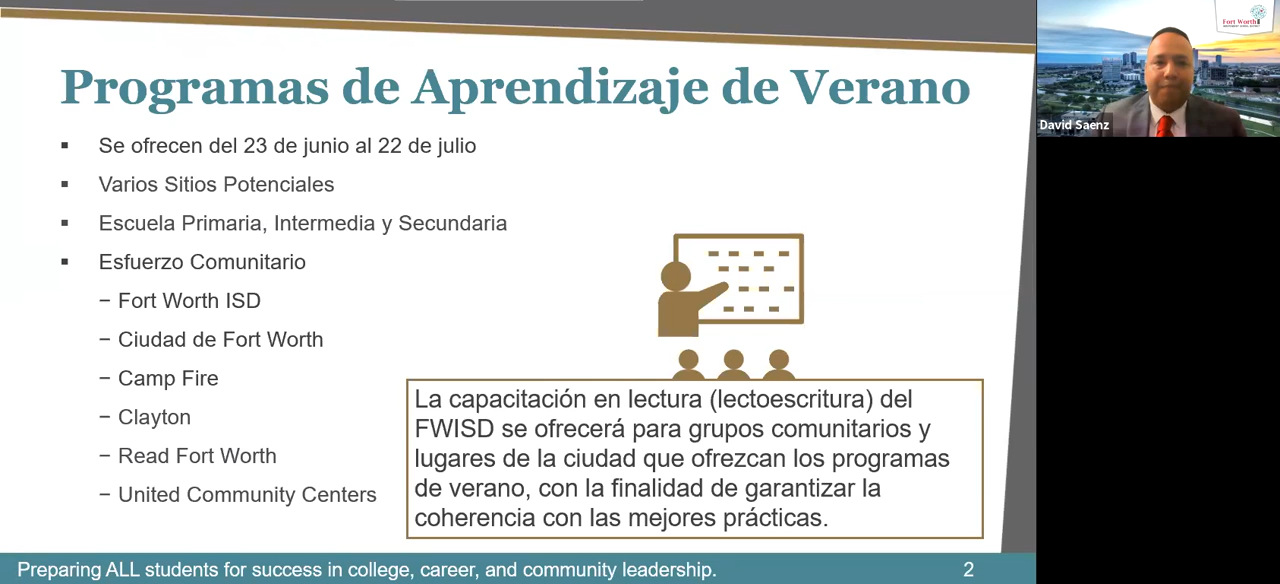 Programas de Aprendizaje de Verano
▪ Se ofrecen del 23 de junio al 22 de julio
▪ Varios Sitios Potenciales
▪ Escuela Primaria, Intermedia y Secundaria
▪ Esfuerzo Comunitario
− Fort Worth ISD
− Ciudad de Fort Worth
− Camp Fire
− Clayton
− Read Fort Worth
− United Community Centers
La capacitación en lectura (lectoescritura) del
FWISD se ofrecerá para grupos comunitarios y
lugares de la ciudad que ofrezcan los programas
de verano, con la finalidad de garantizar la
coherencia con las mejores prácticas.
Preparing ALL students for success in college, career, and community leadership.
2
Fort Worth
David Saenz